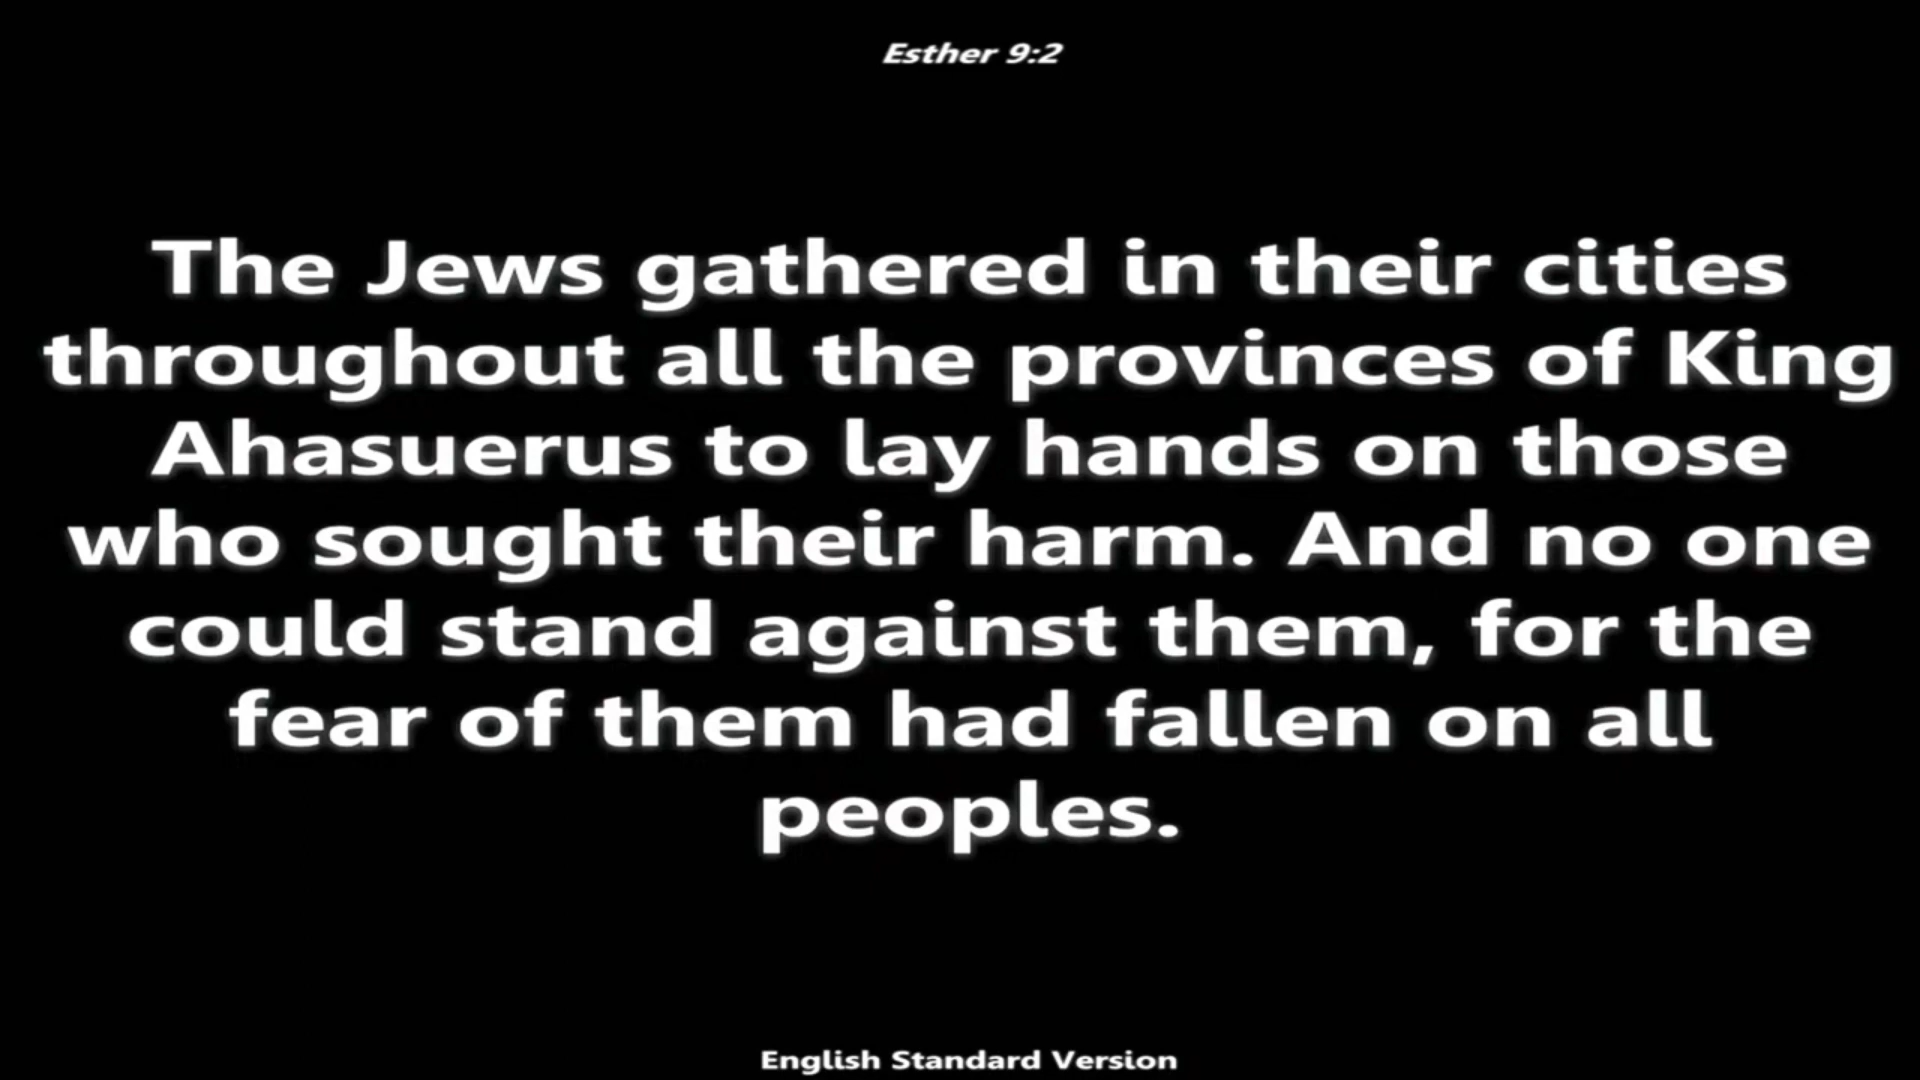 Esther 9:2
The Jews gathered in their cities
throughout all the provinces of King
Ahasuerus to lay hands on those
who sought their harm. And no one
could stand against them, for the
fear of them had fallen on all
peoples.
English Standard Version